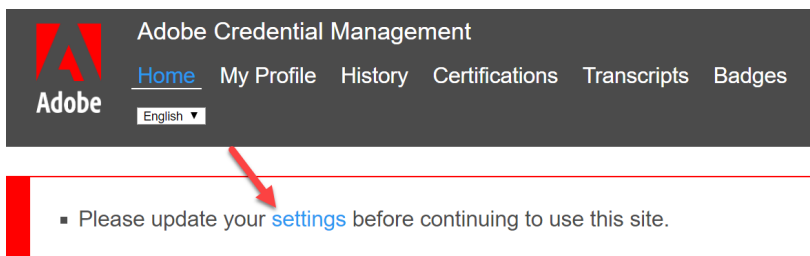 Adobe Credential Management
Home My Profile History Certifications Transcripts Badges
Adobe
English ▼
▪ Please update your settings before continuing to use this site.